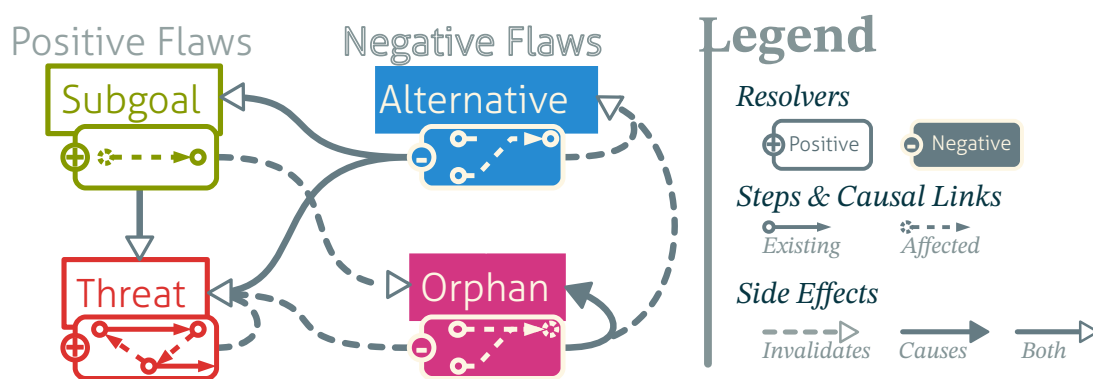 Positive Flaws
Negative Flaws
Subgoal
Alternative
Threat
Orphan
Legend
Resolvers
Positive
Negative
Steps & Causal Links
Existing
Affected
Side Effects
Invalidates
Causes
Both